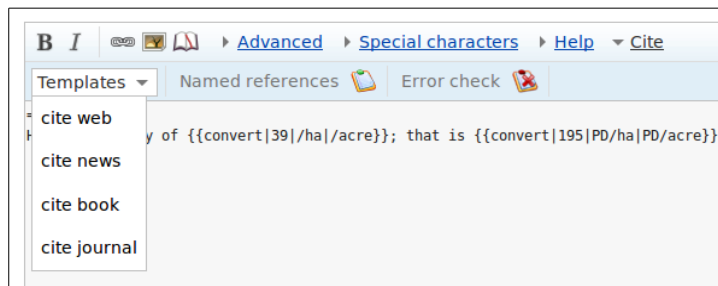 B I Advanced Special characters Help Cite
Templates Named references Error check
cite web
y of {{convert|39|/ha|/acre}}; that is {{convert|195|PD/ha|PD/acre}}
cite news
cite book
cite journal